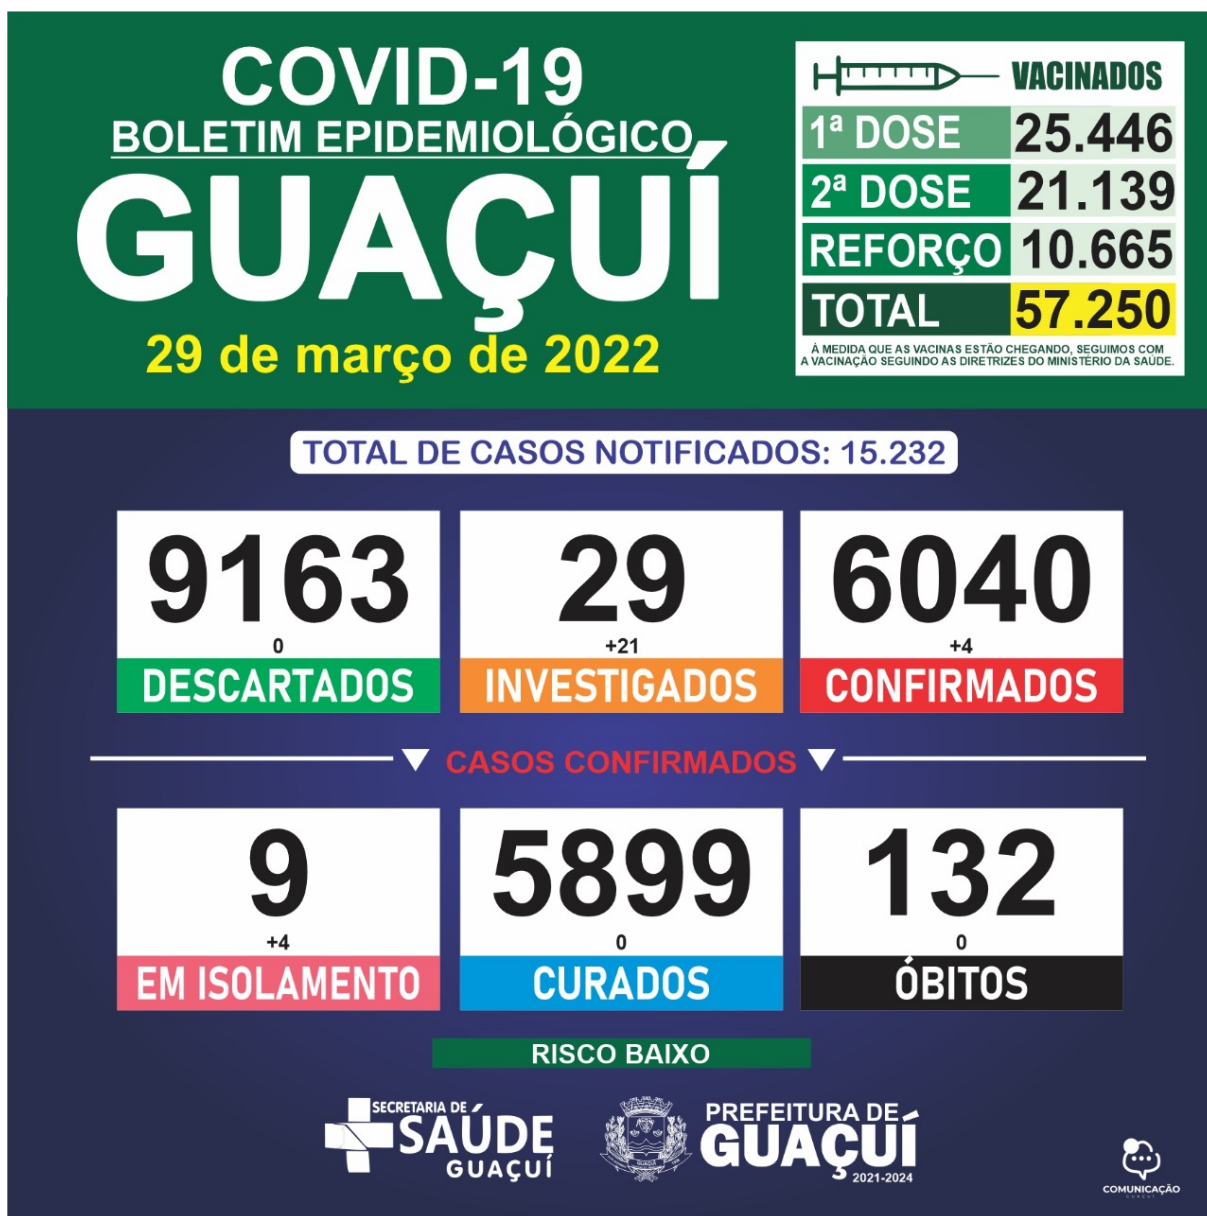 COVID-19
BOLETIM EPIDEMIOLÓGICO
GUAÇUÍ
29 de março de 2022
VACINADOS
1ª DOSE 25.446
2ª DOSE 21.139
REFORÇO 10.665
TOTAL 57.250
À MEDIDA QUE AS VACINAS ESTÃO CHEGANDO, SEGUIMOS COM
A VACINAÇÃO SEGUINDO AS DIRETRIZES DO MINISTÉRIO DA SAÚDE.
TOTAL DE CASOS NOTIFICADOS: 15.232
9163
0
DESCARTADOS
29
+21
INVESTIGADOS
6040
+4
CONFIRMADOS
CASOS CONFIRMADOS
9
+4
EM ISOLAMENTO
5899
0
CURADOS
132
0
ÓBITOS
RISCO BAIXO
SECRETARIA DE
SAÚDE
GUAÇUÍ
PREFEITURA DE
GUAÇUÍ
2021-2024
COMUNICAÇÃO
GUAÇUÍ